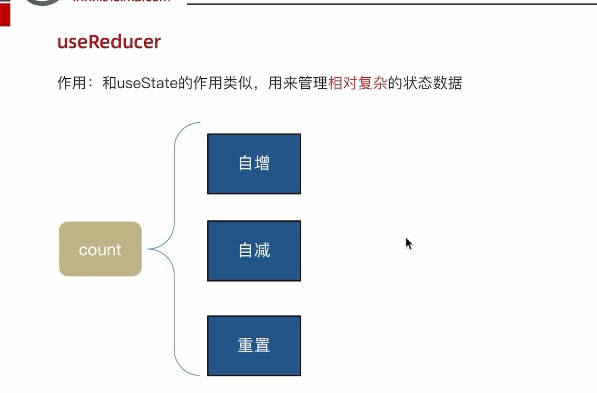 useReducer
作用：和useState的作用类似，用来管理相对复杂的状态数据
自增
count
自减
重置